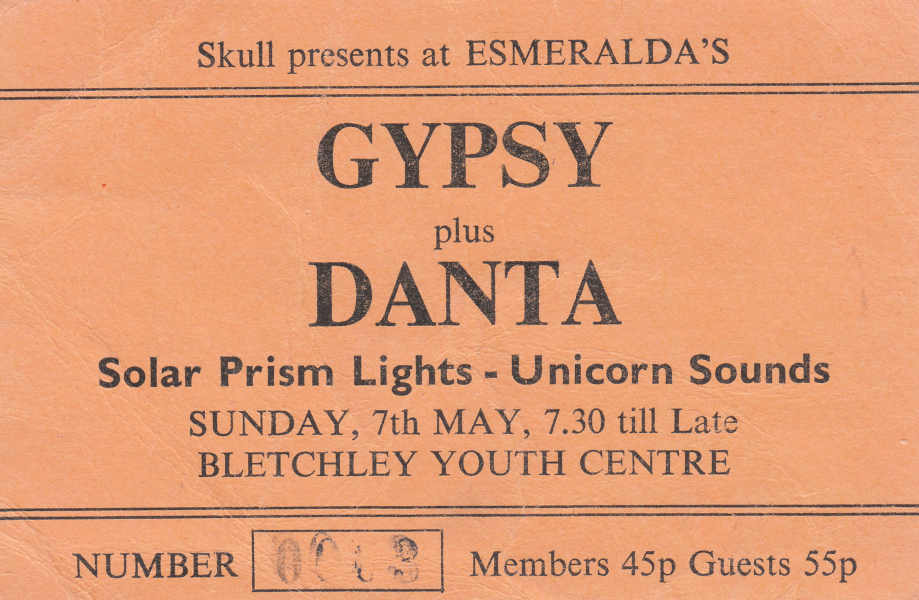 Skull presents at ESMERALDA'S
GYPSY
plus
DANTA
Solar Prism Lights - Unicorn Sounds
SUNDAY, 7th MAY, 7.30 till Late
BLETCHLEY YOUTH CENTRE
NUMBER
Members 45p Guests 55p